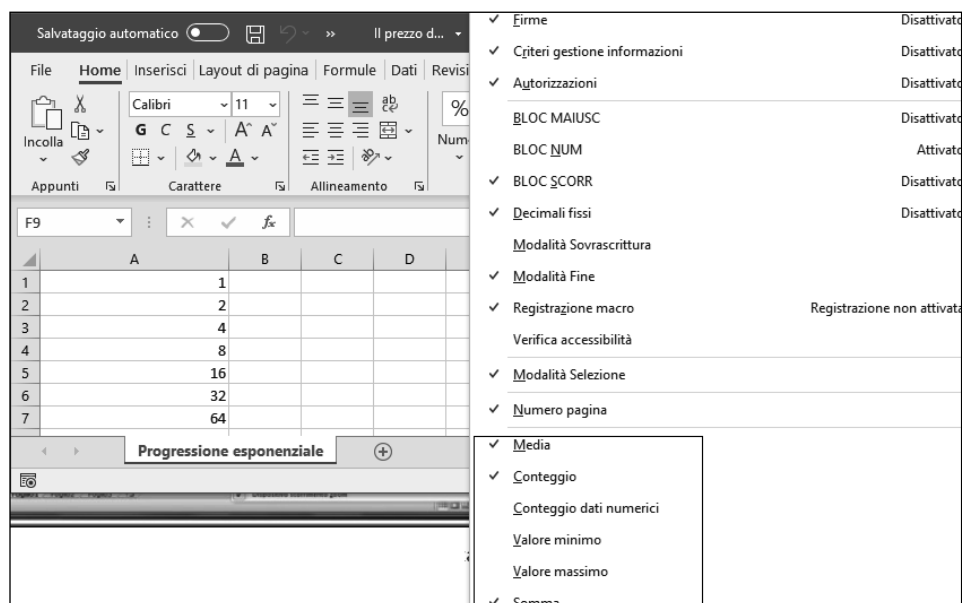 Salvataggio automatico
Il prezzo d...
File Home Inserisci Layout di pagina Formule Dati Revisi
Incolla
Calibri 11
G C S A^ A˅
A
ab
%
Num
Appunti Carattere Allineamento
F9 fx
A B C D
1 1
2 2
3 4
4 8
5 16
6 32
7 64
Progressione esponenziale
Firme Disattivato
Criteri gestione informazioni Disattivato
Autorizzazioni Disattivato
BLOC MAIUSC Disattivato
BLOC NUM Attivato
BLOC SCORR Disattivato
Decimali fissi Disattivato
Modalità Sovrascrittura
Modalità Fine
Registrazione macro Registrazione non attivata
Verifica accessibilità
Modalità Selezione
Numero pagina
Media
Conteggio
Conteggio dati numerici
Valore minimo
Valore massimo
Somma